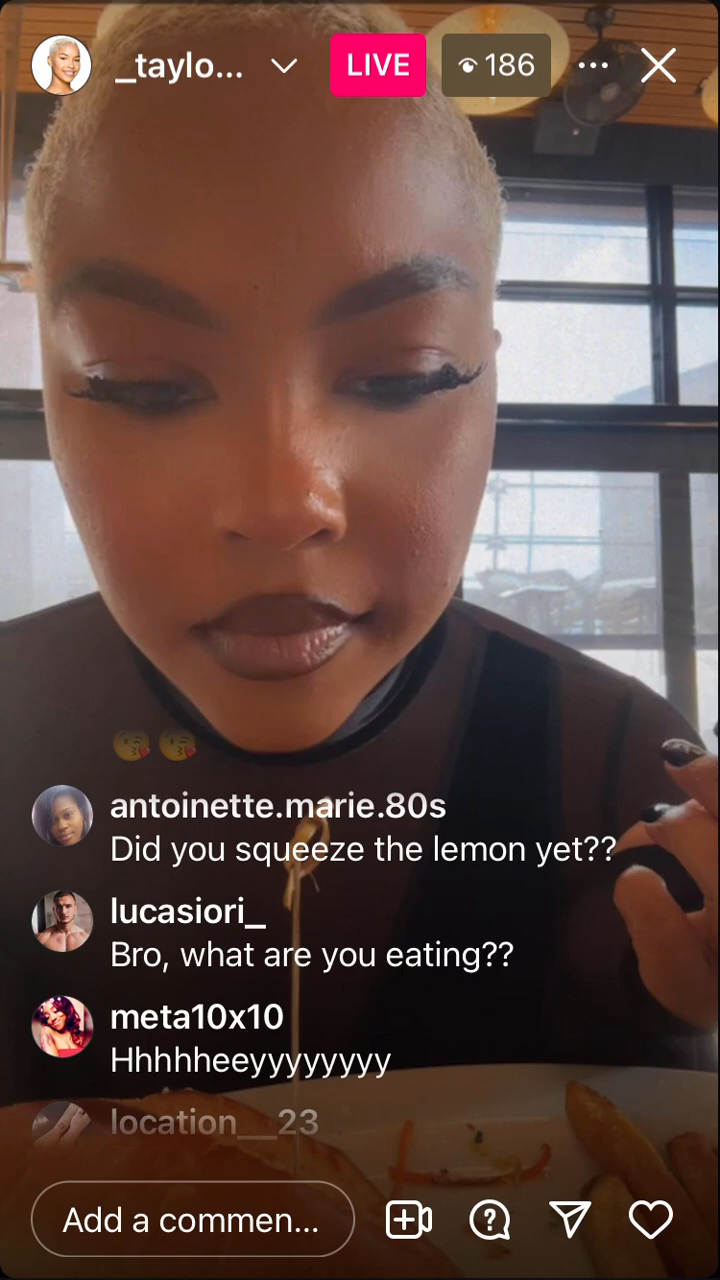 _taylo...
LIVE
186
antoinette.marie.80s
Did you squeeze the lemon yet??
lucasiori_
Bro, what are you eating??
meta10x10
Hhhhheeyyyyyyyy
location__23
Add a commen...